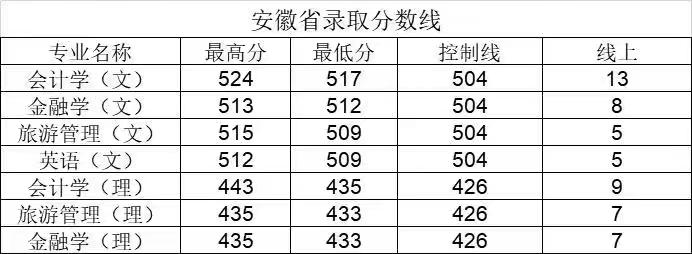 安徽省录取分数线
专业名称 最高分 最低分 控制线 线上
会计学（文） 524 517 504 13
金融学（文） 513 512 504 8
旅游管理（文） 515 509 504 5
英语（文） 512 509 504 5
会计学（理） 443 435 426 9
旅游管理（理） 435 433 426 7
金融学（理） 435 433 426 7